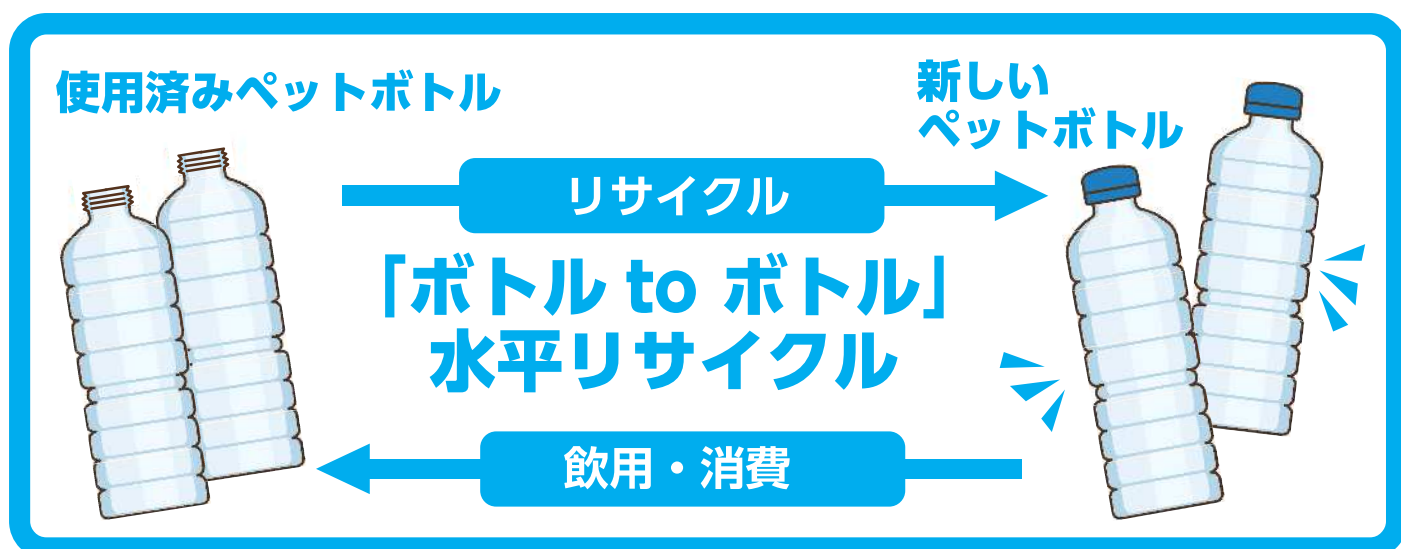 使用済みペットボトル
新しい
ペットボトル
リサイクル
「ボトル to ボトル」
水平リサイクル
飲用・消費